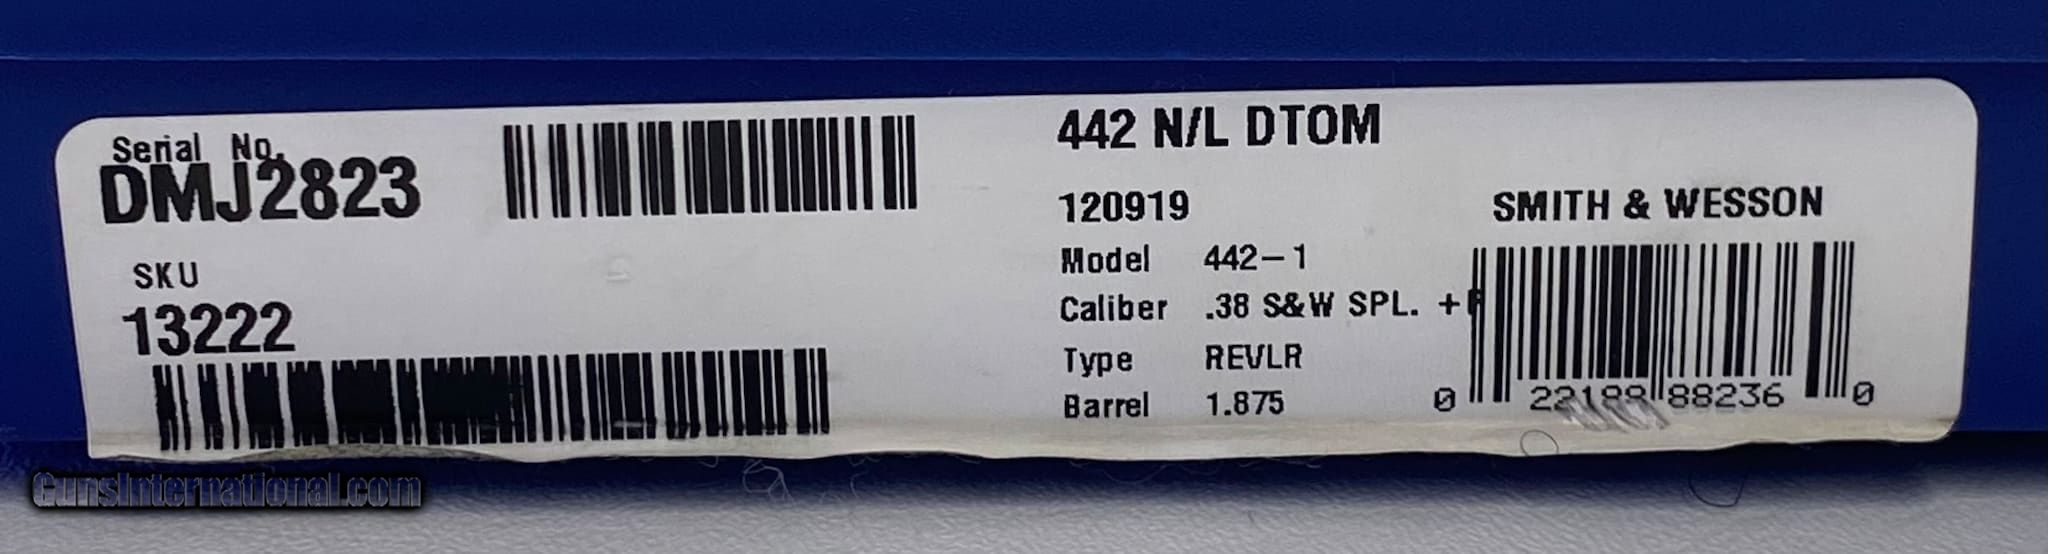 Serial No.
DMJ2823
SKU
13222
442 N/L DTOM
120919
Model 442-1
Caliber .38 S&W SPL. +P
Type REVLR
Barrel 1.875
SMITH & WESSON
0 22188 88236 0
GunsInternational.com